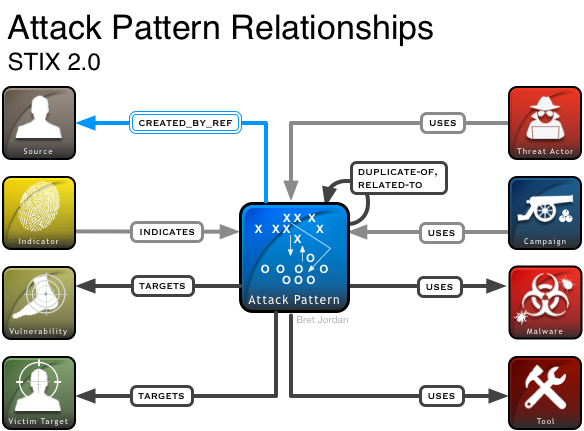 Attack Pattern Relationships
STIX 2.0
Source
CREATED_BY_REF
USES
Threat Actor
DUPLICATE-OF,
RELATED-TO
Indicator
INDICATES
X X X
X X X X
X
O
O O O O
O O O
Attack Pattern
USES
Campaign
Vulnerability
TARGETS
USES
Malware
Bret Jordan
Victim Target
TARGETS
USES
Tool